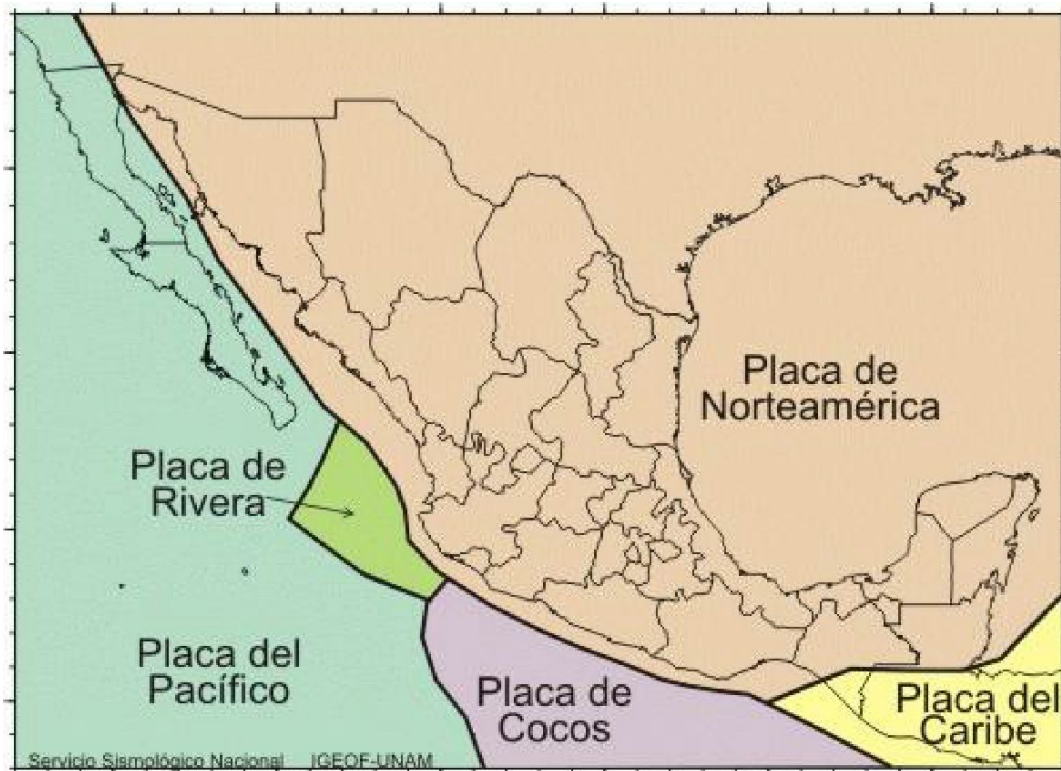 Placa de
Norteamérica
Placa de
Rivera
Placa del
Pacífico
Placa de
Cocos
Placa del
Caribe
Servicio Sismológico Nacional IGEOF-UNAM